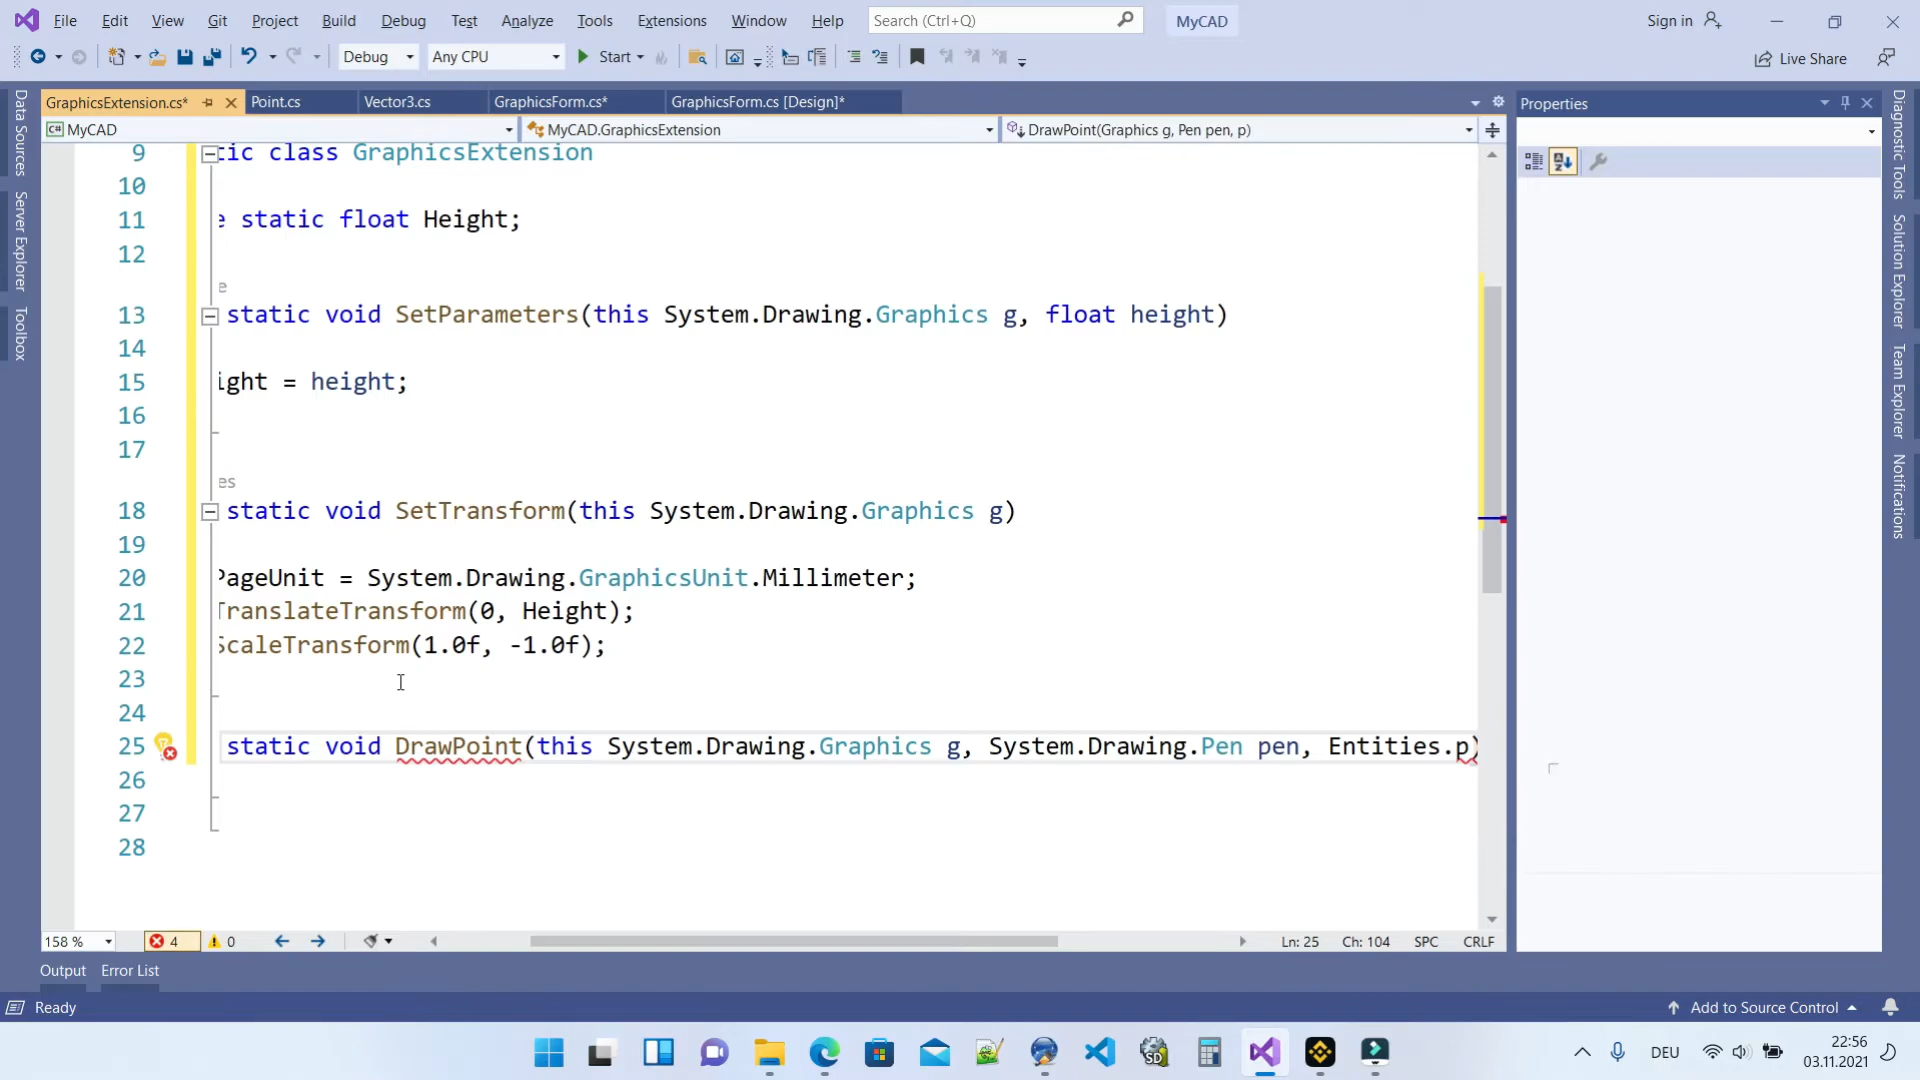 File Edit View Git Project Build Debug Test Analyze Tools Extensions Window Help Search (Ctrl+Q) MyCAD Sign in
Debug Any CPU Start Live Share
GraphicsExtension.cs* Point.cs Vector3.cs GraphicsForm.cs* GraphicsForm.cs [Design]* Properties
C# MyCAD MyCAD.GraphicsExtension DrawPoint(Graphics g, Pen pen, p)
Data Sources
Server Explorer
Toolbox
9 tic class GraphicsExtension
10
11 e static float Height;
12
e
13 static void SetParameters(this System.Drawing.Graphics g, float height)
14
15 ight = height;
16
17
es
18 static void SetTransform(this System.Drawing.Graphics g)
19
20 PageUnit = System.Drawing.GraphicsUnit.Millimeter;
21 TranslateTransform(0, Height);
22 ScaleTransform(1.0f, -1.0f);
23
24
25 static void DrawPoint(this System.Drawing.Graphics g, System.Drawing.Pen pen, Entities.p)
26
27
28
Diagnostic Tools
Solution Explorer
Team Explorer
Notifications
158 % 4 0 Ln: 25 Ch: 104 SPC CRLF
Output Error List
Ready Add to Source Control
SD DEU 22:56
03.11.2021